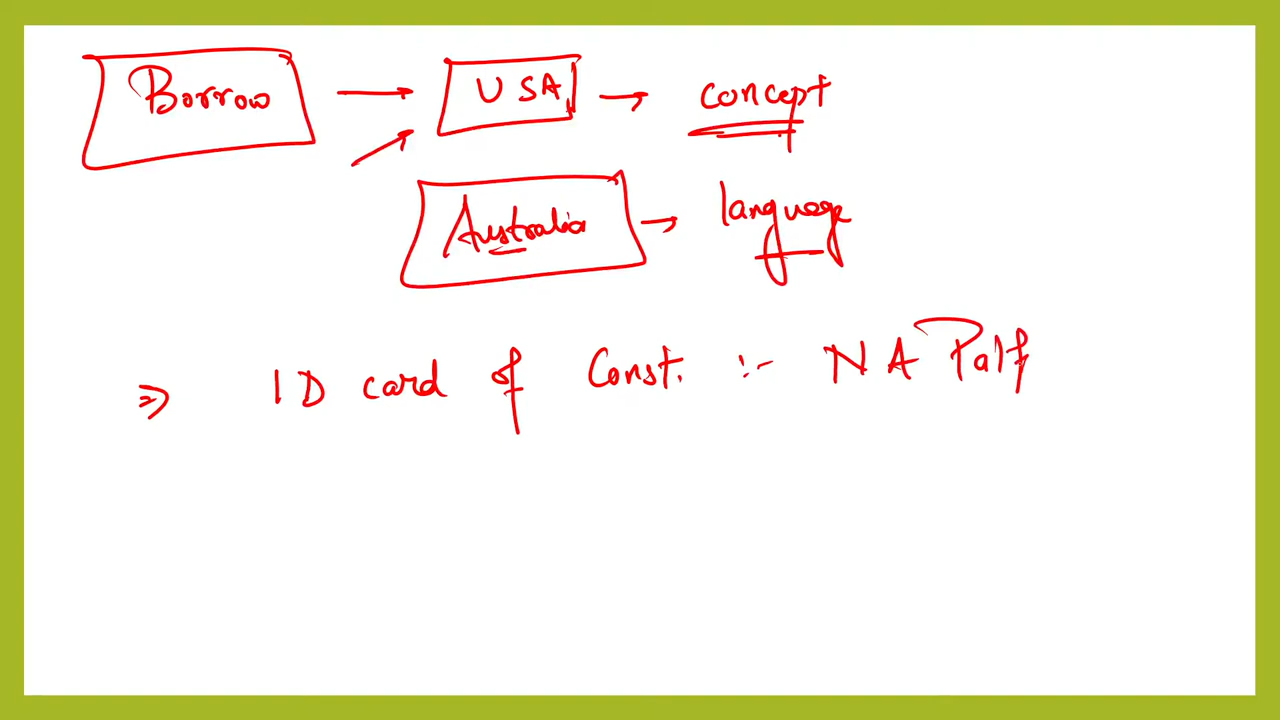 Borrow → USA → concept
Australia → language
⇒ ID card of Const. :- NA Palf